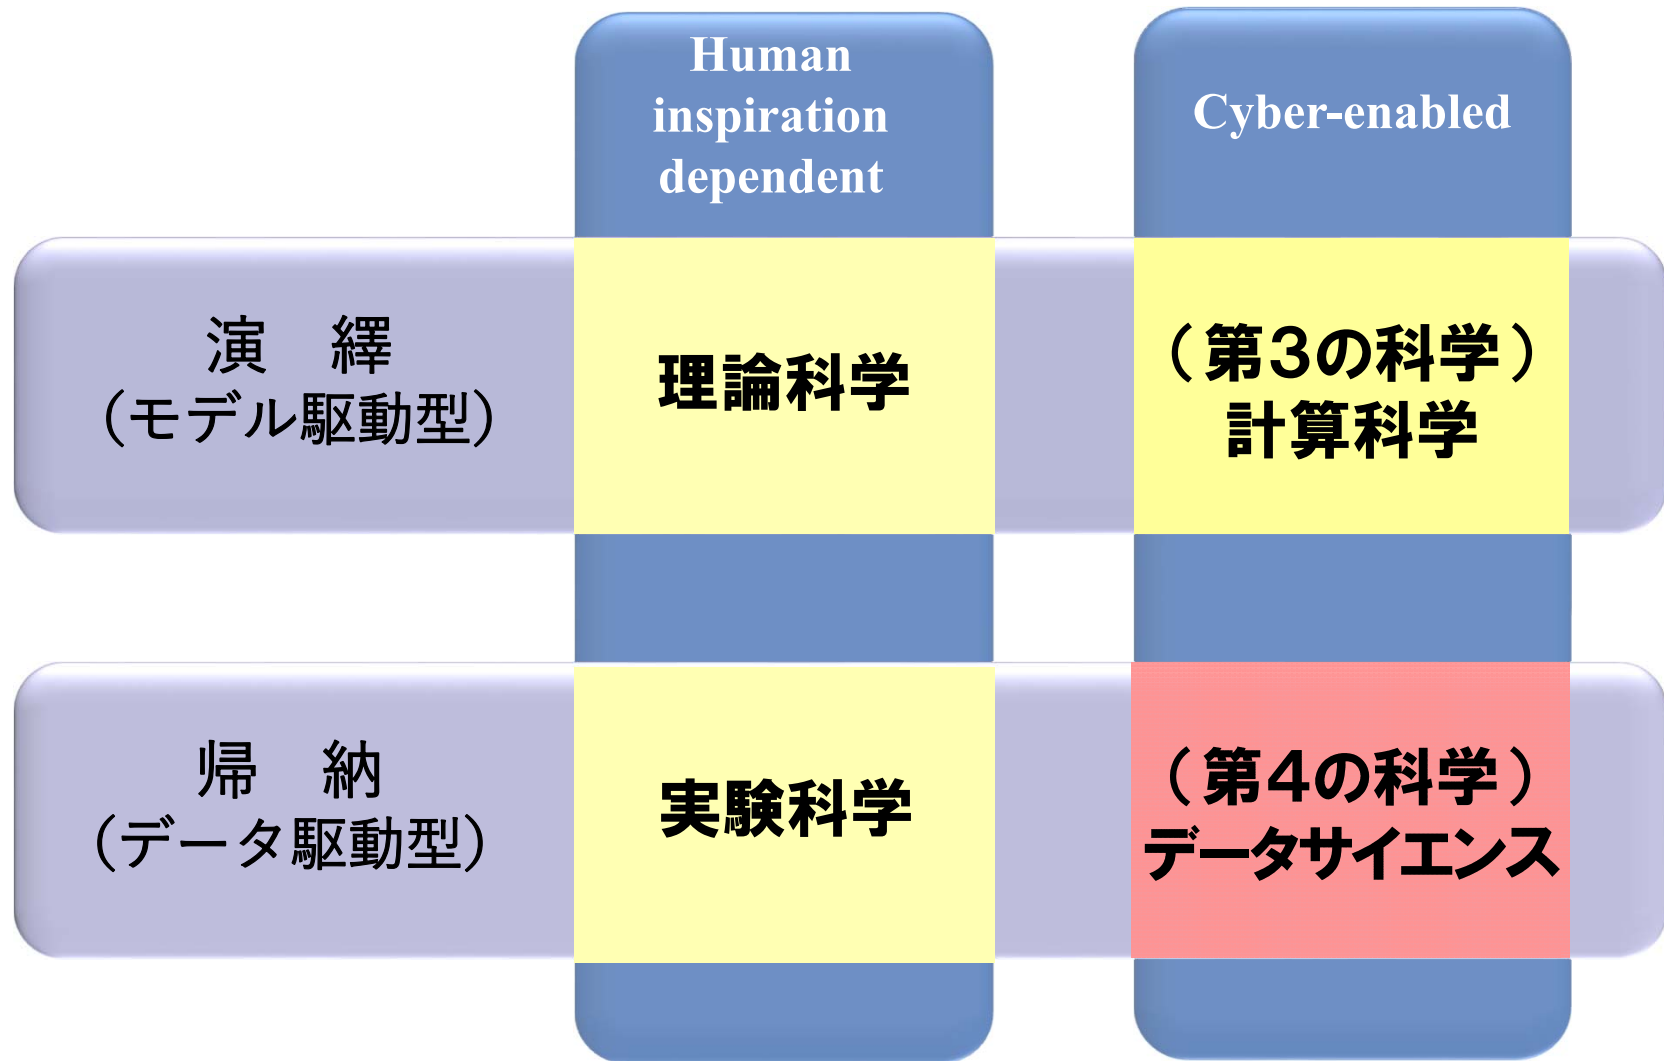 Human
inspiration
dependent
Cyber-enabled
演　繹
（モデル駆動型）
理論科学
（第３の科学）
計算科学
帰　納
（データ駆動型）
実験科学
（第４の科学）
データサイエンス